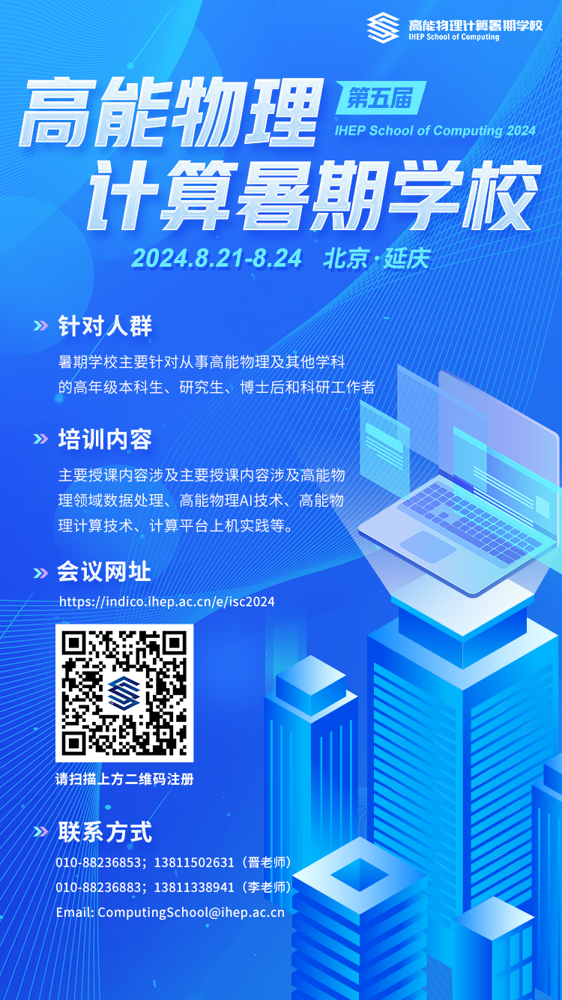 高能物理计算暑期学校
IHEP School of Computing
高能物理
第五届
IHEP School of Computing 2024
计算暑期学校
2024.8.21-8.24 北京·延庆
针对人群
暑期学校主要针对从事高能物理及其他学科
的高年级本科生、研究生、博士后和科研工作者
培训内容
主要授课内容涉及主要授课内容涉及高能物
理领域数据处理、高能物理AI技术、高能物
理计算技术、计算平台上机实践等。
会议网址
https://indico.ihep.ac.cn/e/isc2024
请扫描上方二维码注册
联系方式
010-88236853；13811502631（晋老师）
010-88236883；13811338941（李老师）
Email: ComputingSchool@ihep.ac.cn